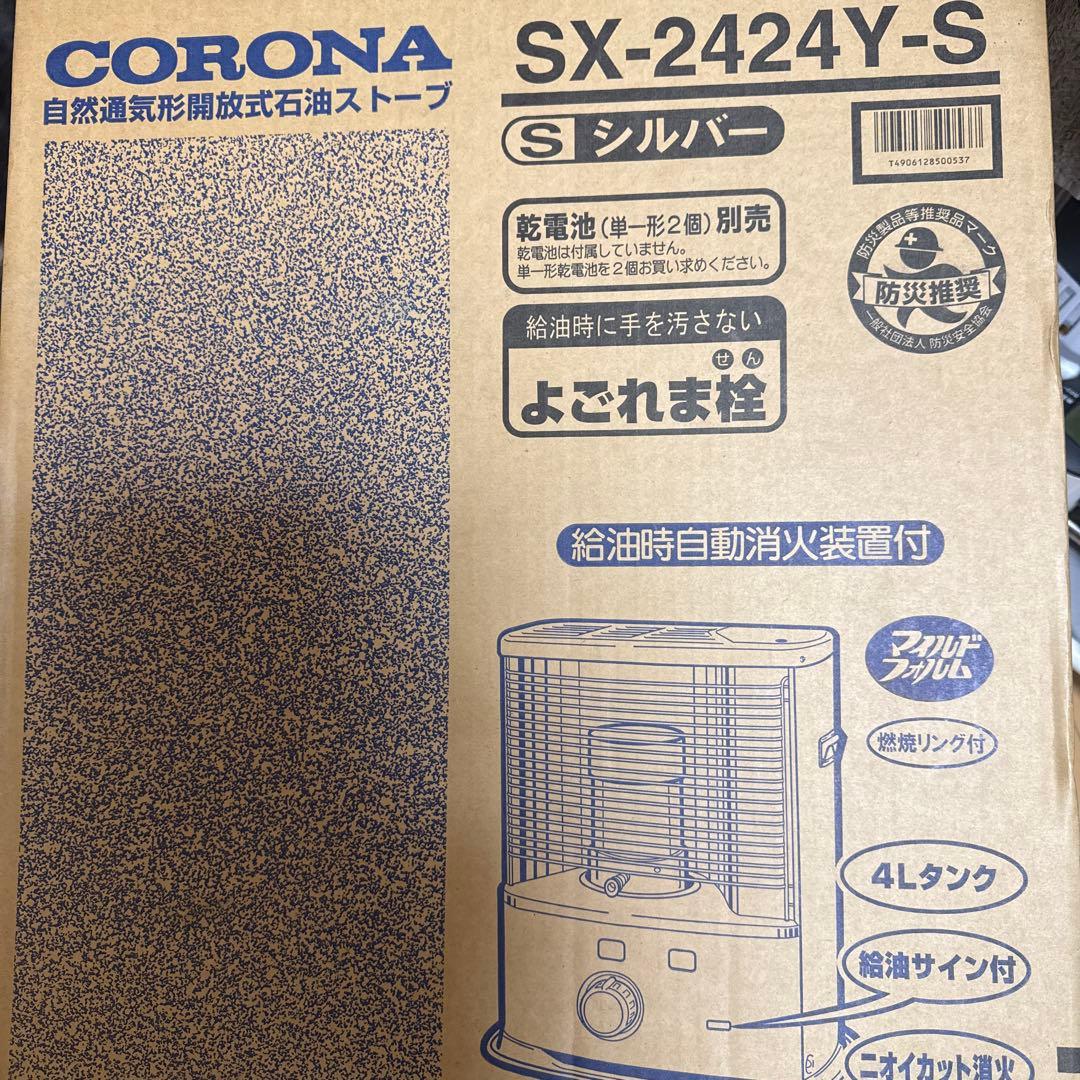 CORONA
自然通気形開放式石油ストーブ
SX-2424Y-S
S シルバー
T4906128500537
乾電池(単一形2個)別売
乾電池は付属していません。
単一形乾電池を2個お買い求めください。
防災製品等推奨品マーク
防災推奨
一般社団法人 防災安全協会
給油時に手を汚さない
せん
よごれま栓
給油時自動消火装置付
マイルド
フォルム
燃焼リング付
4Lタンク
給油サイン付
ニオイカット消火